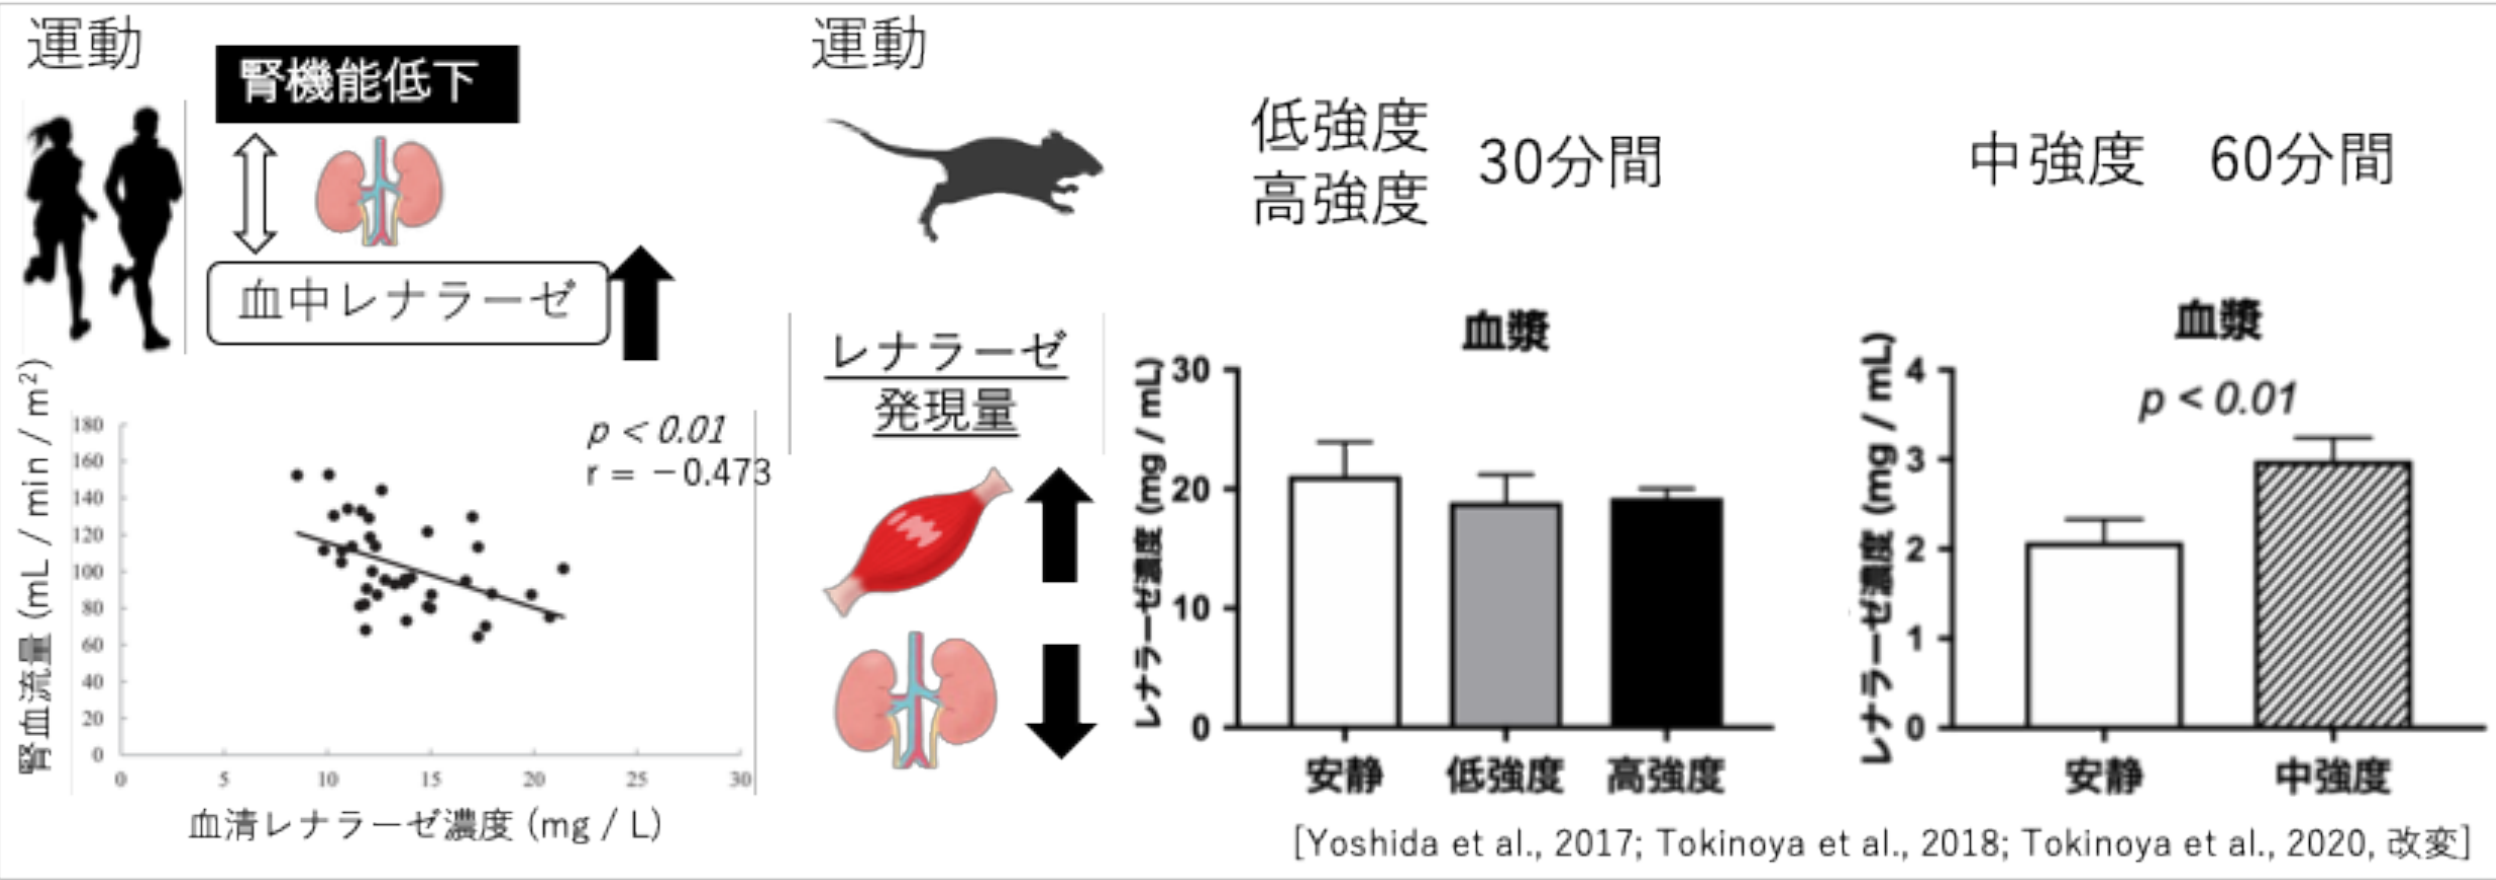 運動
腎機能低下
血中レナラーゼ
腎血流量 (mL / min / m²)
180
160
140
120
100
80
60
40
20
0
0 5 10 15 20 25 30
血清レナラーゼ濃度 (mg / L)
p < 0.01
r = −0.473
運動
レナラーゼ
発現量
低強度
高強度
30分間
血漿
レナラーゼ濃度 (mg / mL)
30
20
10
0
安静 低強度 高強度
中強度 60分間
血漿
p < 0.01
レナラーゼ濃度 (mg / mL)
4
3
2
1
0
安静 中強度
[Yoshida et al., 2017; Tokinoya et al., 2018; Tokinoya et al., 2020, 改変]